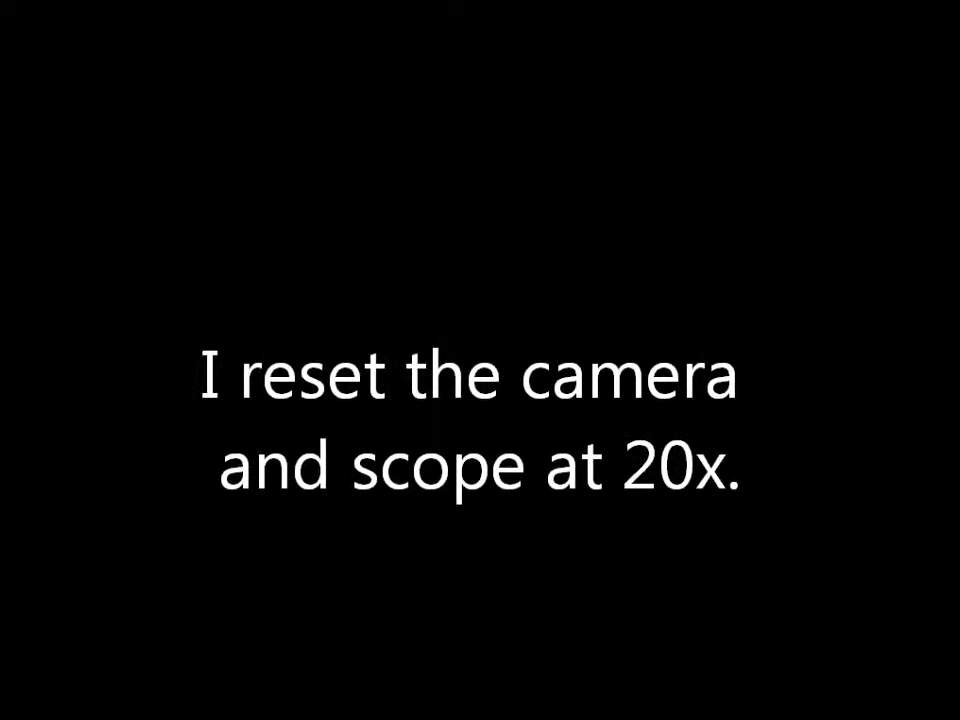 I reset the camera
and scope at 20x.